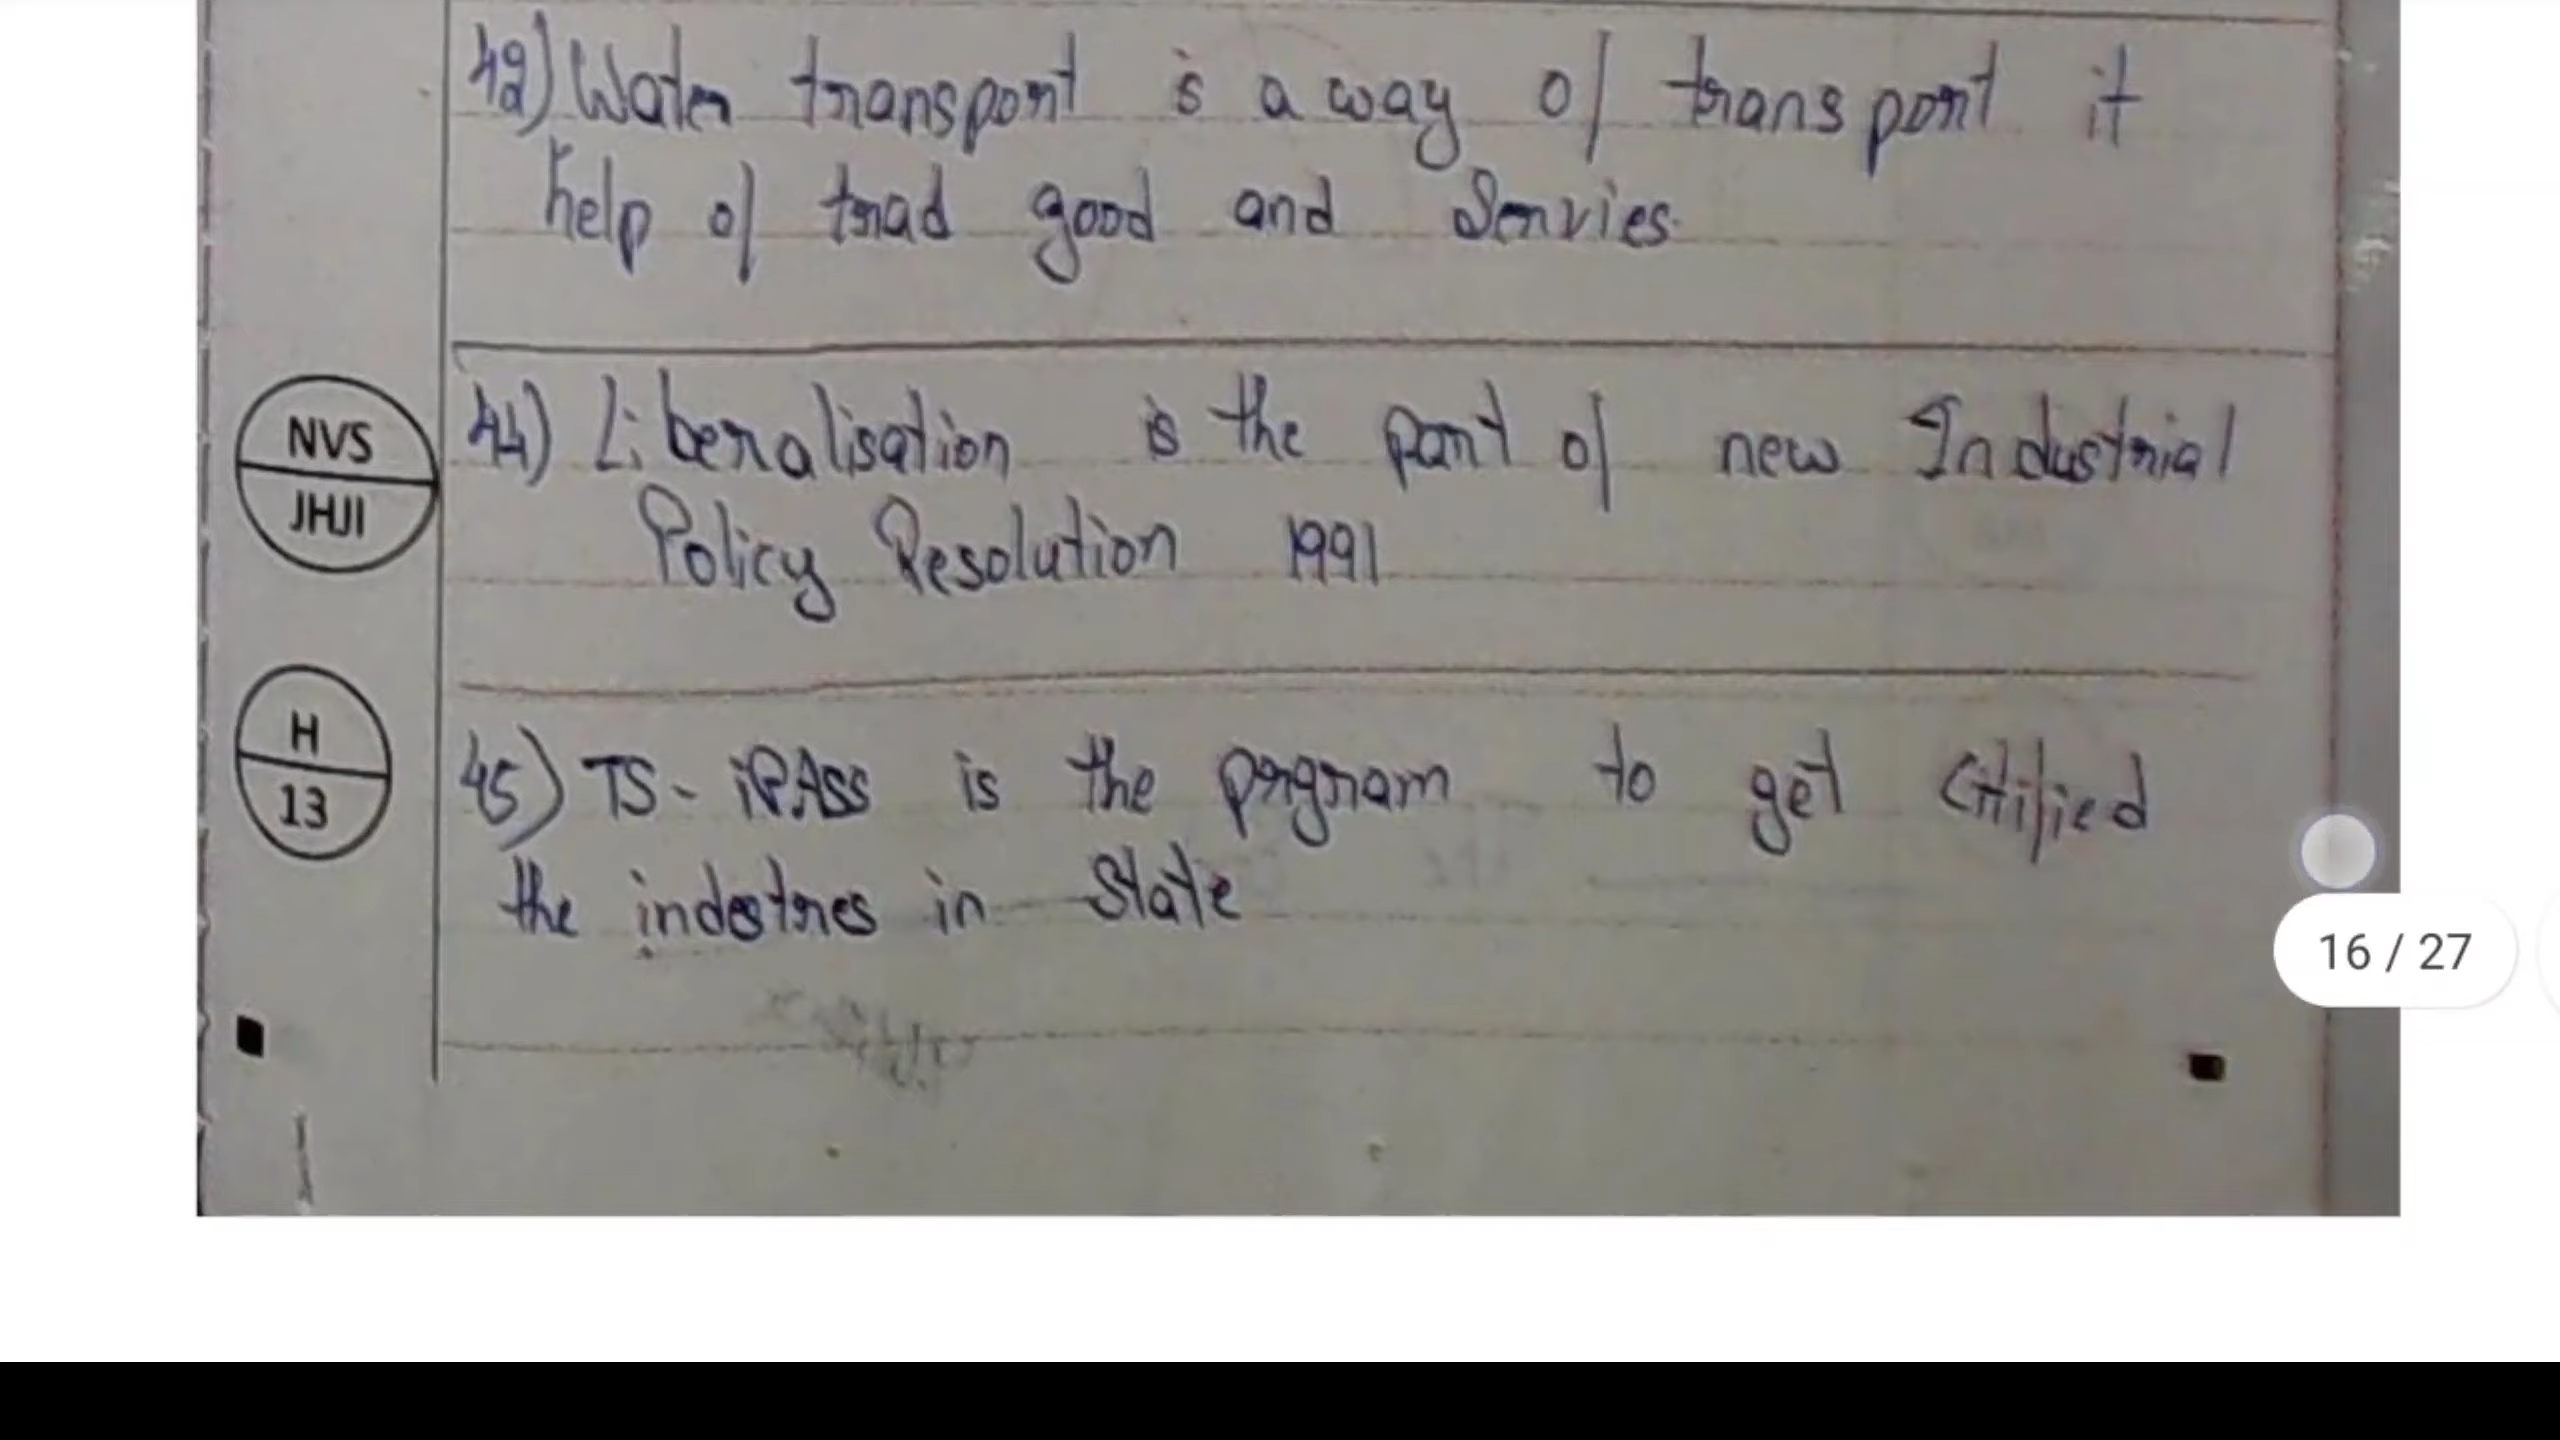 42) Water transport is a way of transport it
help of trad good and Servies.
NVS
JHJI
44) Liberalisation is the part of new Industrial
Policy Resolution 1991
H
13
45) TS-iPASS is the prgram to get Citified
the indestres in State
16 / 27